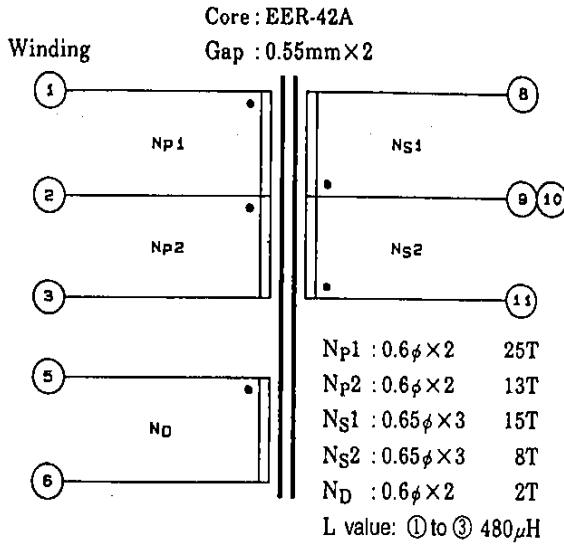 Core : EER-42A
Winding
Gap : 0.55mm×2
1
8
NP1
NS1
2
9 10
NP2
NS2
3
11
5
ND
6
NP1 : 0.6φ×2 25T
NP2 : 0.6φ×2 13T
NS1 : 0.65φ×3 15T
NS2 : 0.65φ×3 8T
ND : 0.6φ×2 2T
L value: ① to ③ 480μH